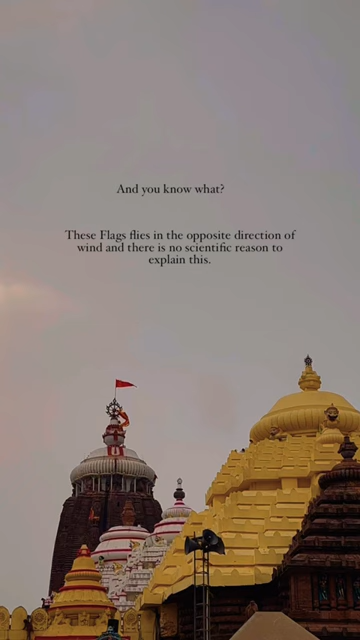 And you know what?
These Flags flies in the opposite direction of
wind and there is no scientific reason to
explain this.